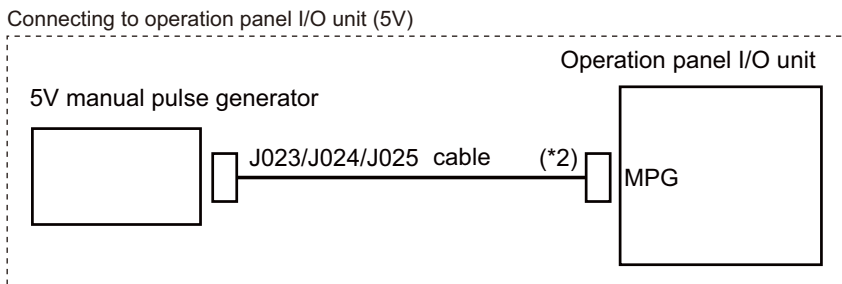 Connecting to operation panel I/O unit (5V)
Operation panel I/O unit
5V manual pulse generator
J023/J024/J025 cable (*2)
MPG